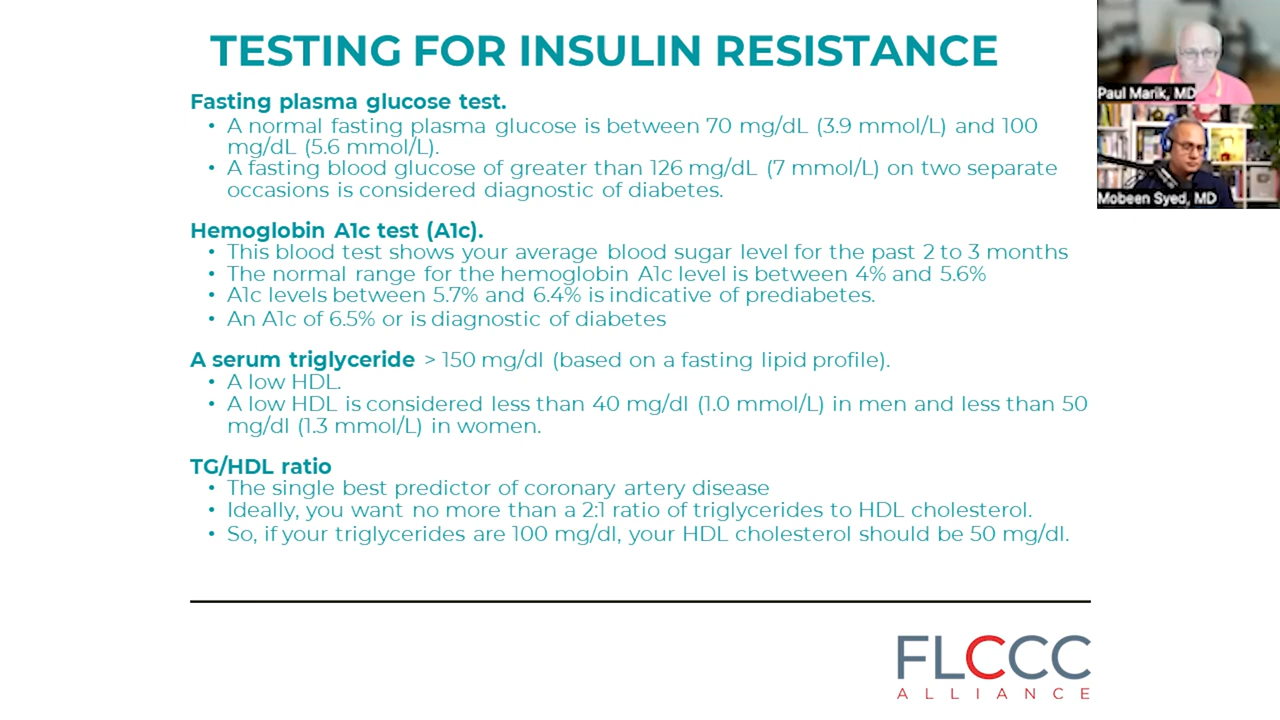 TESTING FOR INSULIN RESISTANCE
Fasting plasma glucose test.
• A normal fasting plasma glucose is between 70 mg/dL (3.9 mmol/L) and 100
mg/dL (5.6 mmol/L).
• A fasting blood glucose of greater than 126 mg/dL (7 mmol/L) on two separate
occasions is considered diagnostic of diabetes.
Hemoglobin A1c test (A1c).
• This blood test shows your average blood sugar level for the past 2 to 3 months
• The normal range for the hemoglobin A1c level is between 4% and 5.6%
• A1c levels between 5.7% and 6.4% is indicative of prediabetes.
• An A1c of 6.5% or is diagnostic of diabetes
A serum triglyceride > 150 mg/dl (based on a fasting lipid profile).
• A low HDL.
• A low HDL is considered less than 40 mg/dl (1.0 mmol/L) in men and less than 50
mg/dl (1.3 mmol/L) in women.
TG/HDL ratio
• The single best predictor of coronary artery disease
• Ideally, you want no more than a 2:1 ratio of triglycerides to HDL cholesterol.
• So, if your triglycerides are 100 mg/dl, your HDL cholesterol should be 50 mg/dl.
Paul Marik, MD
Mobeen Syed, MD
FLCCC
ALLIANCE